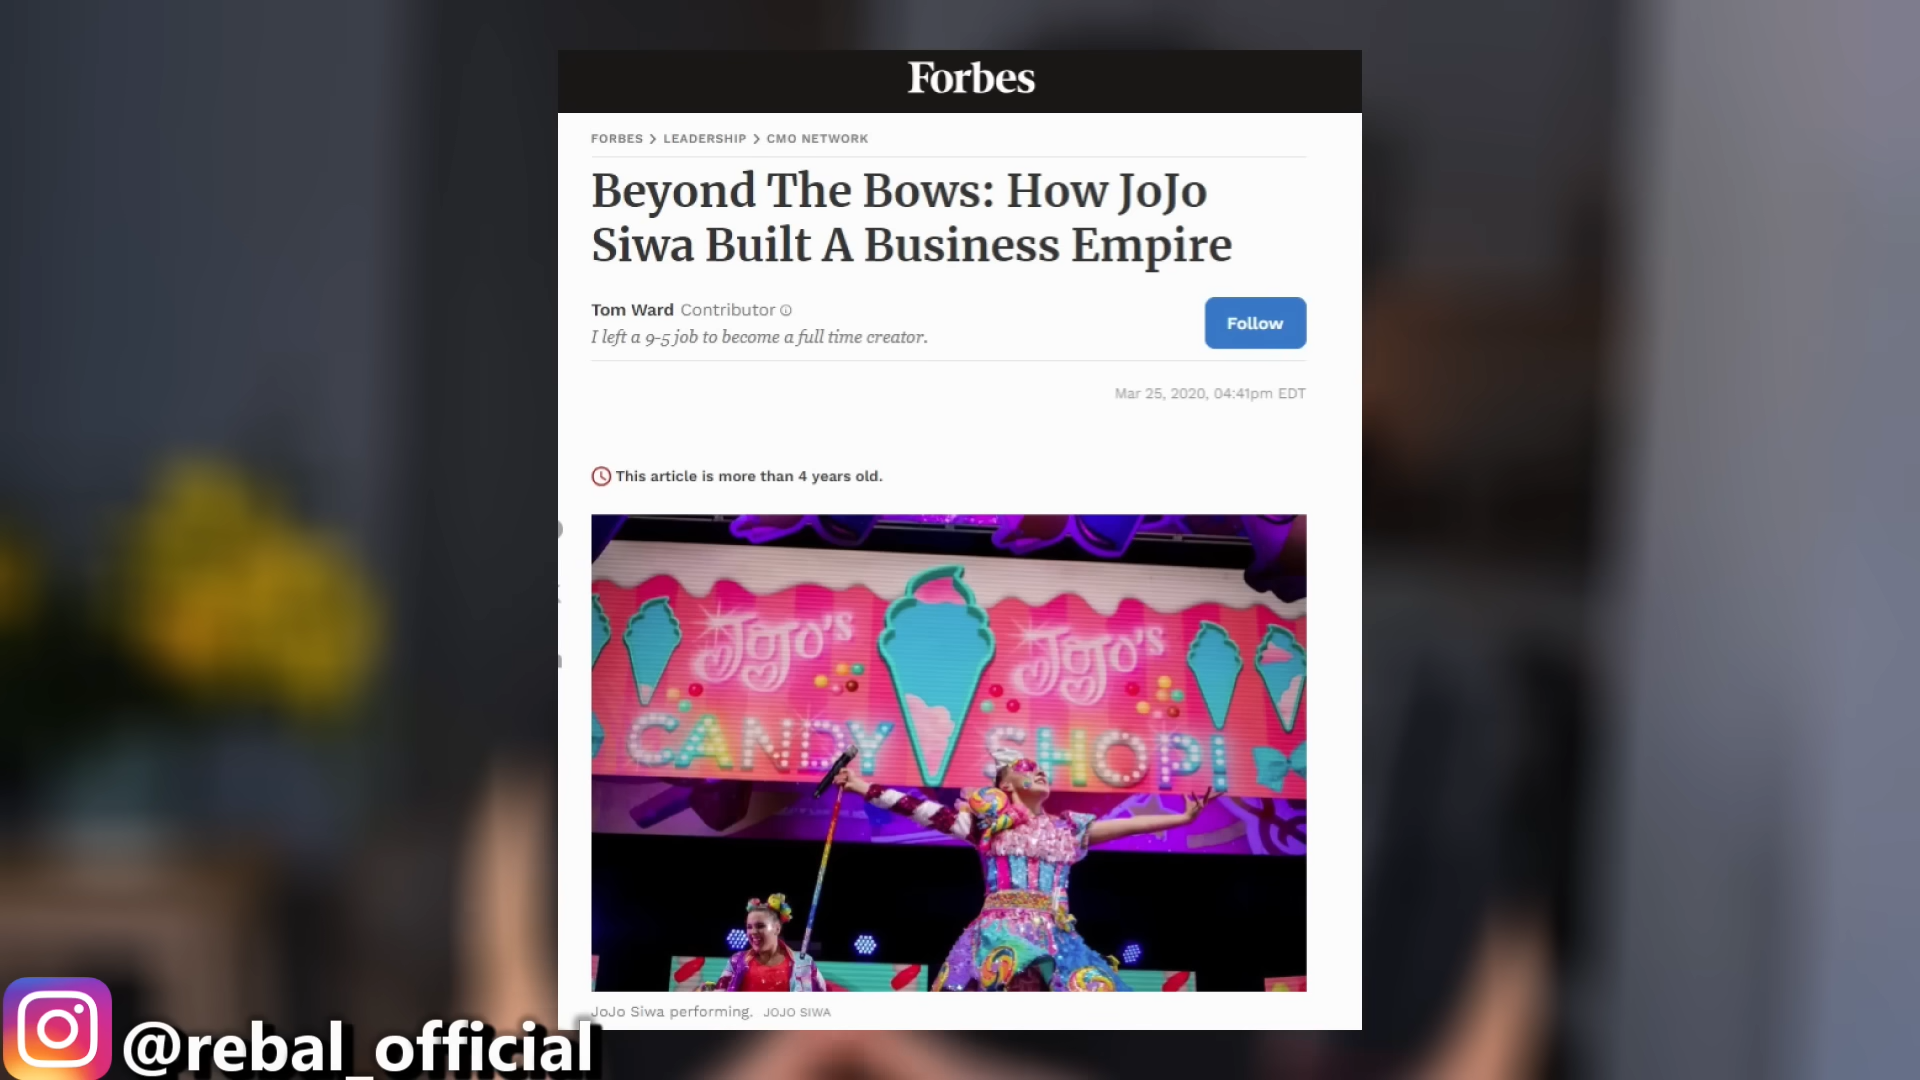 Forbes
FORBES > LEADERSHIP > CMO NETWORK
Beyond The Bows: How JoJo
Siwa Built A Business Empire
Tom Ward Contributor
I left a 9-5 job to become a full time creator.
Follow
Mar 25, 2020, 04:41pm EDT
This article is more than 4 years old.
JoJo's JoJo's
CANDY SHOP!
JoJo Siwa performing. JOJO SIWA
@rebal_official